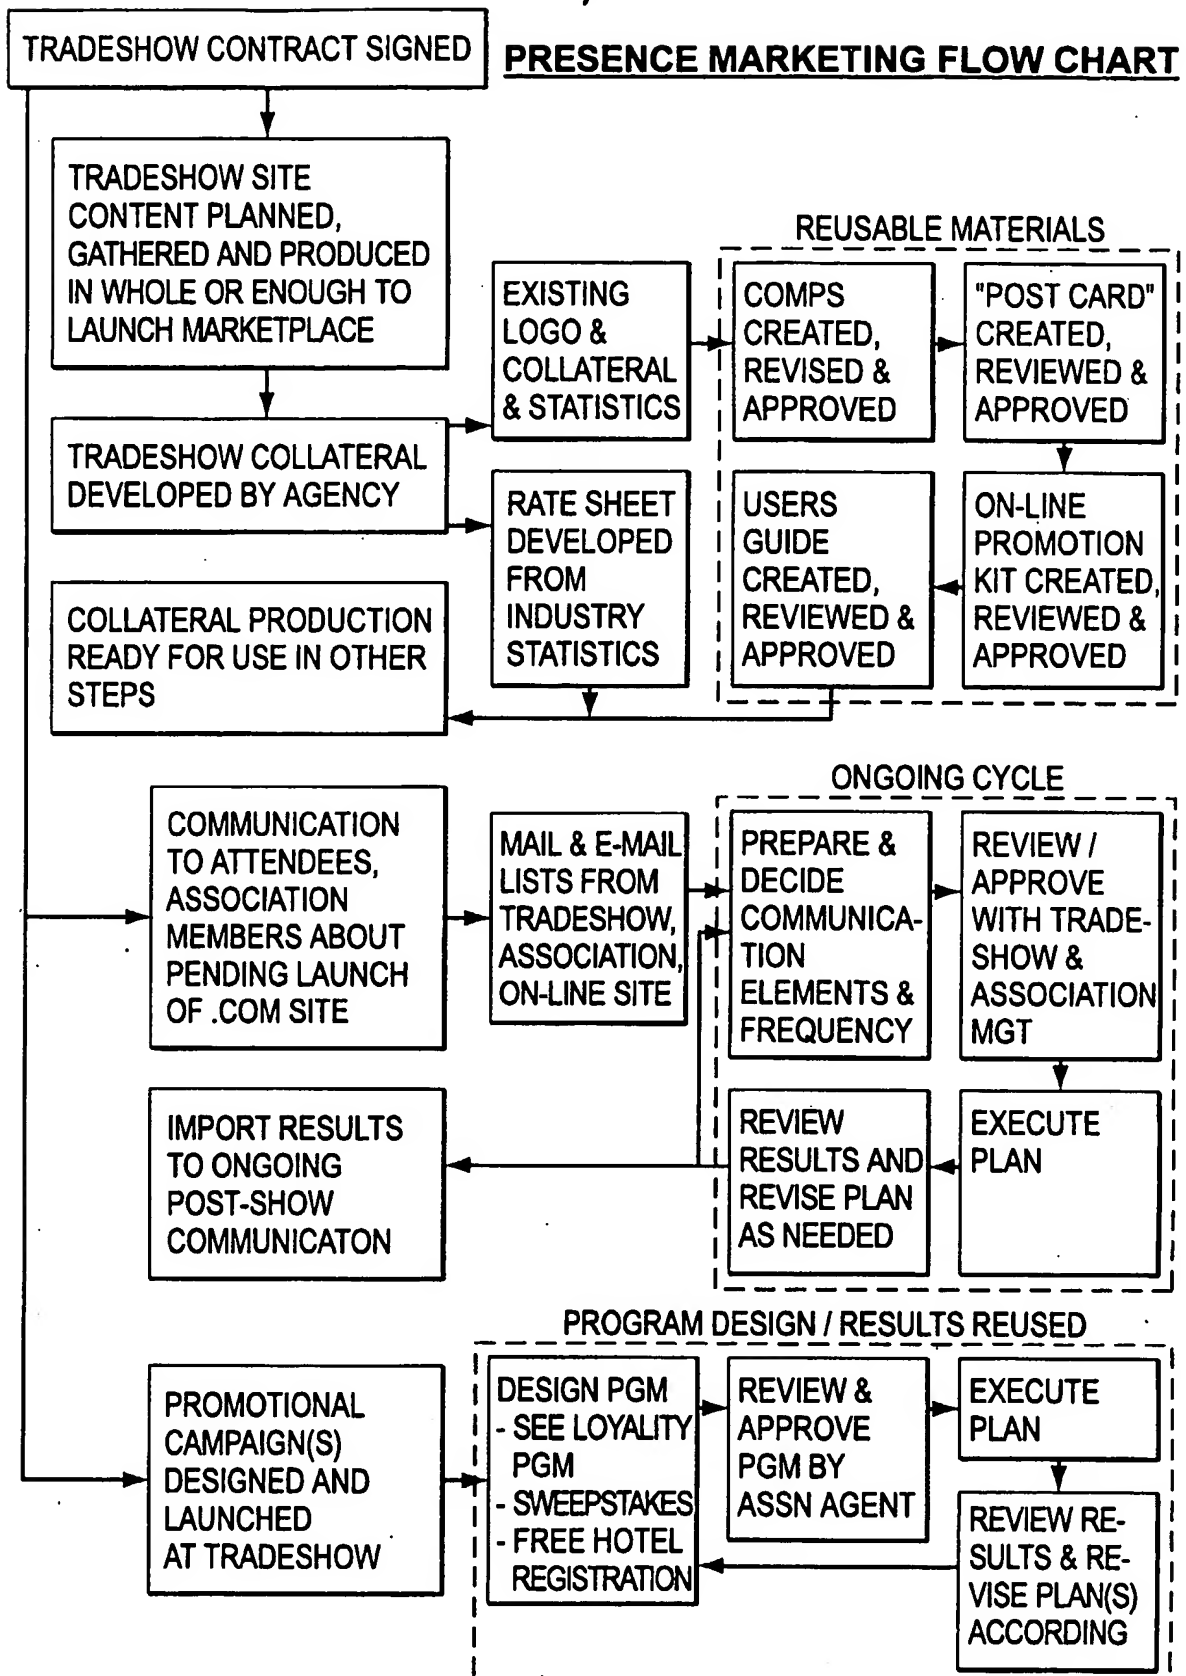 TRADESHOW CONTRACT SIGNED
PRESENCE MARKETING FLOW CHART
TRADESHOW SITE
CONTENT PLANNED,
GATHERED AND PRODUCED
IN WHOLE OR ENOUGH TO
LAUNCH MARKETPLACE
TRADESHOW COLLATERAL
DEVELOPED BY AGENCY
EXISTING
LOGO &
COLLATERAL
& STATISTICS
RATE SHEET
DEVELOPED
FROM
INDUSTRY
STATISTICS
REUSABLE MATERIALS
COMPS
CREATED,
REVISED &
APPROVED
"POST CARD"
CREATED,
REVIEWED &
APPROVED
ON-LINE
PROMOTION
KIT CREATED,
REVIEWED &
APPROVED
USERS
GUIDE
CREATED,
REVIEWED &
APPROVED
COLLATERAL PRODUCTION
READY FOR USE IN OTHER
STEPS
COMMUNICATION
TO ATTENDEES,
ASSOCIATION
MEMBERS ABOUT
PENDING LAUNCH
OF .COM SITE
MAIL & E-MAIL
LISTS FROM
TRADESHOW,
ASSOCIATION,
ON-LINE SITE
ONGOING CYCLE
PREPARE &
DECIDE
COMMUNICA-
TION
ELEMENTS &
FREQUENCY
REVIEW /
APPROVE
WITH TRADE-
SHOW &
ASSOCIATION
MGT
EXECUTE
PLAN
REVIEW
RESULTS AND
REVISE PLAN
AS NEEDED
IMPORT RESULTS
TO ONGOING
POST-SHOW
COMMUNICATON
PROGRAM DESIGN / RESULTS REUSED
PROMOTIONAL
CAMPAIGN(S)
DESIGNED AND
LAUNCHED
AT TRADESHOW
DESIGN PGM
- SEE LOYALITY
PGM
- SWEEPSTAKES
- FREE HOTEL
REGISTRATION
REVIEW &
APPROVE
PGM BY
ASSN AGENT
EXECUTE
PLAN
REVIEW RE-
SULTS & RE-
VISE PLAN(S)
ACCORDING